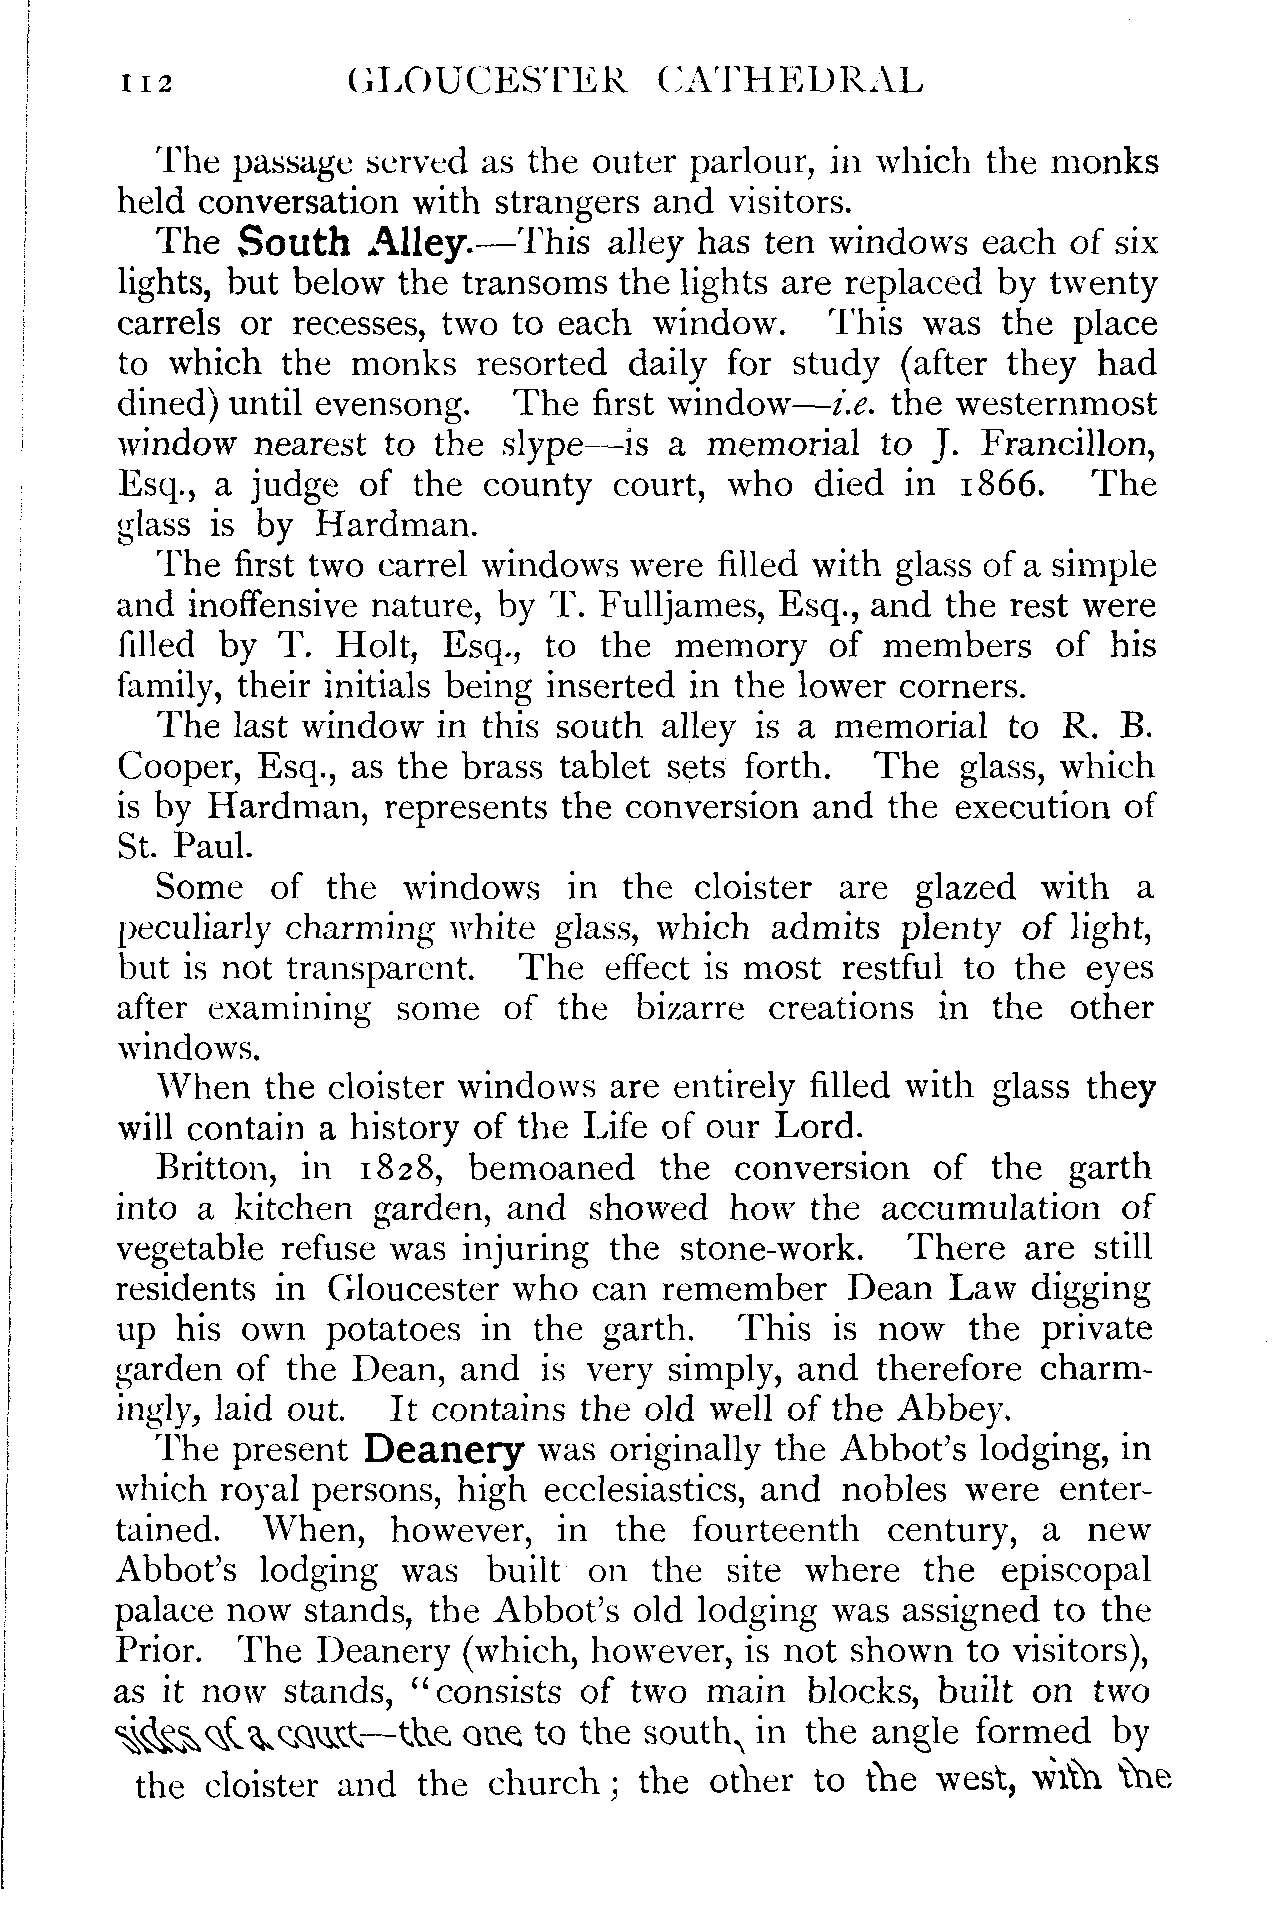 112 GLOUCESTER CATHEDRAL
The passage served as the outer parlour, in which the monks
held conversation with strangers and visitors.
The South Alley.—This alley has ten windows each of six
lights, but below the transoms the lights are replaced by twenty
carrels or recesses, two to each window. This was the place
to which the monks resorted daily for study (after they had
dined) until evensong. The first window—i.e. the westernmost
window nearest to the slype—is a memorial to J. Francillon,
Esq., a judge of the county court, who died in 1866. The
glass is by Hardman.
The first two carrel windows were filled with glass of a simple
and inoffensive nature, by T. Fulljames, Esq., and the rest were
filled by T. Holt, Esq., to the memory of members of his
family, their initials being inserted in the lower corners.
The last window in this south alley is a memorial to R. B.
Cooper, Esq., as the brass tablet sets forth. The glass, which
is by Hardman, represents the conversion and the execution of
St. Paul.
Some of the windows in the cloister are glazed with a
peculiarly charming white glass, which admits plenty of light,
but is not transparent. The effect is most restful to the eyes
after examining some of the bizarre creations in the other
windows.
When the cloister windows are entirely filled with glass they
will contain a history of the Life of our Lord.
Britton, in 1828, bemoaned the conversion of the garth
into a kitchen garden, and showed how the accumulation of
vegetable refuse was injuring the stone-work. There are still
residents in Gloucester who can remember Dean Law digging
up his own potatoes in the garth. This is now the private
garden of the Dean, and is very simply, and therefore charm-
ingly, laid out. It contains the old well of the Abbey.
The present Deanery was originally the Abbot's lodging, in
which royal persons, high ecclesiastics, and nobles were enter-
tained. When, however, in the fourteenth century, a new
Abbot's lodging was built on the site where the episcopal
palace now stands, the Abbot's old lodging was assigned to the
Prior. The Deanery (which, however, is not shown to visitors),
as it now stands, "consists of two main blocks, built on two
sides of a court—the one to the south, in the angle formed by
the cloister and the church; the other to the west, with the